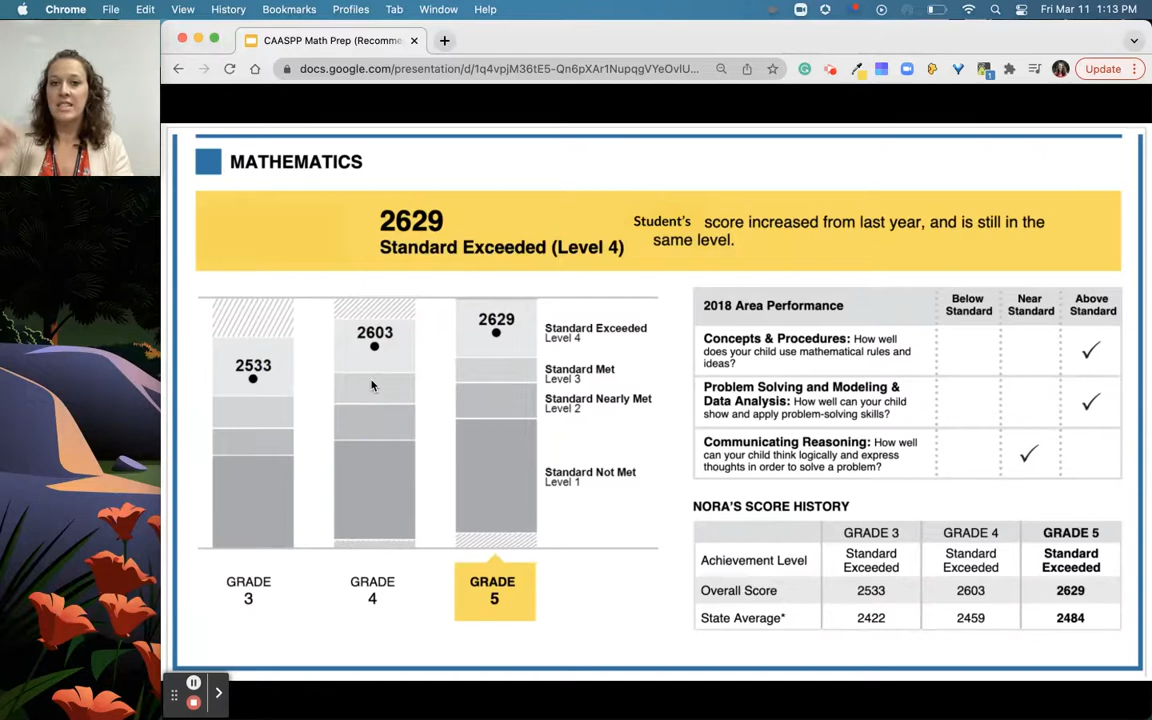 Chrome File Edit View History Bookmarks Profiles Tab Window Help
Fri Mar 11 1:13 PM
CAASPP Math Prep (Recomme
docs.google.com/presentation/d/1q4vpjM36tE5-Qn6pXAr1NupqgVYeOvlU...
Update
MATHEMATICS
2629
Standard Exceeded (Level 4)
Student's score increased from last year, and is still in the
same level.
2533
2603
2629
Standard Exceeded
Level 4
Standard Met
Level 3
Standard Nearly Met
Level 2
Standard Not Met
Level 1
GRADE
3
GRADE
4
GRADE
5
2018 Area Performance
Below
Standard
Near
Standard
Above
Standard
Concepts & Procedures: How well
does your child use mathematical rules and
ideas?
Problem Solving and Modeling &
Data Analysis: How well can your child
show and apply problem-solving skills?
Communicating Reasoning: How well
can your child think logically and express
thoughts in order to solve a problem?
NORA'S SCORE HISTORY
GRADE 3 GRADE 4 GRADE 5
Achievement Level
Standard
Exceeded
Standard
Exceeded
Standard
Exceeded
Overall Score 2533 2603 2629
State Average* 2422 2459 2484